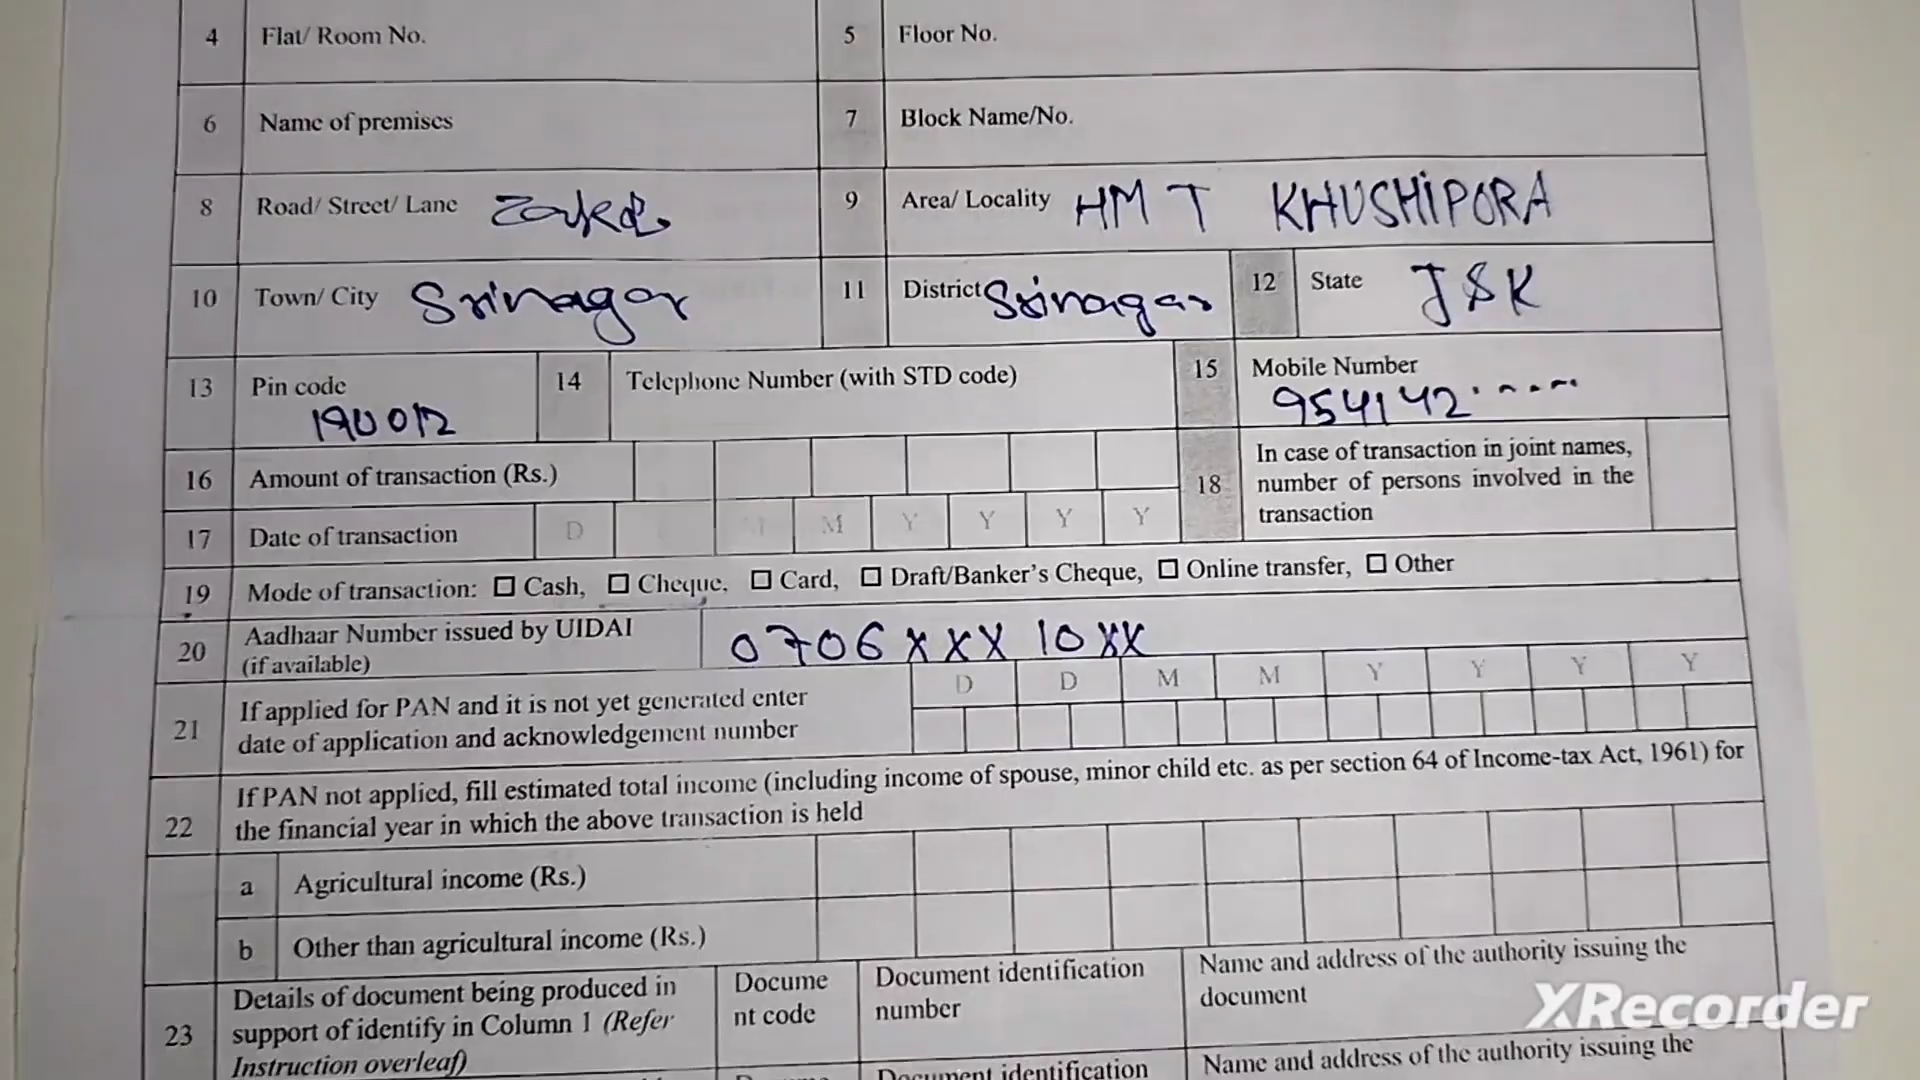 4 Flat/ Room No. 5 Floor No.
6 Name of premises 7 Block Name/No.
8 Road/ Street/ Lane 9 Area/ Locality HMT KHUSHIPORA
10 Town/ City Srinagar 11 District Srinagar 12 State J&K
13 Pin code 14 Telephone Number (with STD code) 15 Mobile Number
190012 954142.----
16 Amount of transaction (Rs.) 18 In case of transaction in joint names,
number of persons involved in the
transaction
17 Date of transaction D M M Y Y Y Y
19 Mode of transaction: ☐ Cash, ☐ Cheque, ☐ Card, ☐ Draft/Banker's Cheque, ☐ Online transfer, ☐ Other
20 Aadhaar Number issued by UIDAI 0706 XXX 10XX
(if available)
21 If applied for PAN and it is not yet generated enter D D M M Y Y Y Y
date of application and acknowledgement number
22 If PAN not applied, fill estimated total income (including income of spouse, minor child etc. as per section 64 of Income-tax Act, 1961) for
the financial year in which the above transaction is held
a Agricultural income (Rs.)
b Other than agricultural income (Rs.)
23 Details of document being produced in Docume Document identification Name and address of the authority issuing the
support of identify in Column 1 (Refer nt code number document
Instruction overleaf)
Document identification Name and address of the authority issuing the
XRecorder